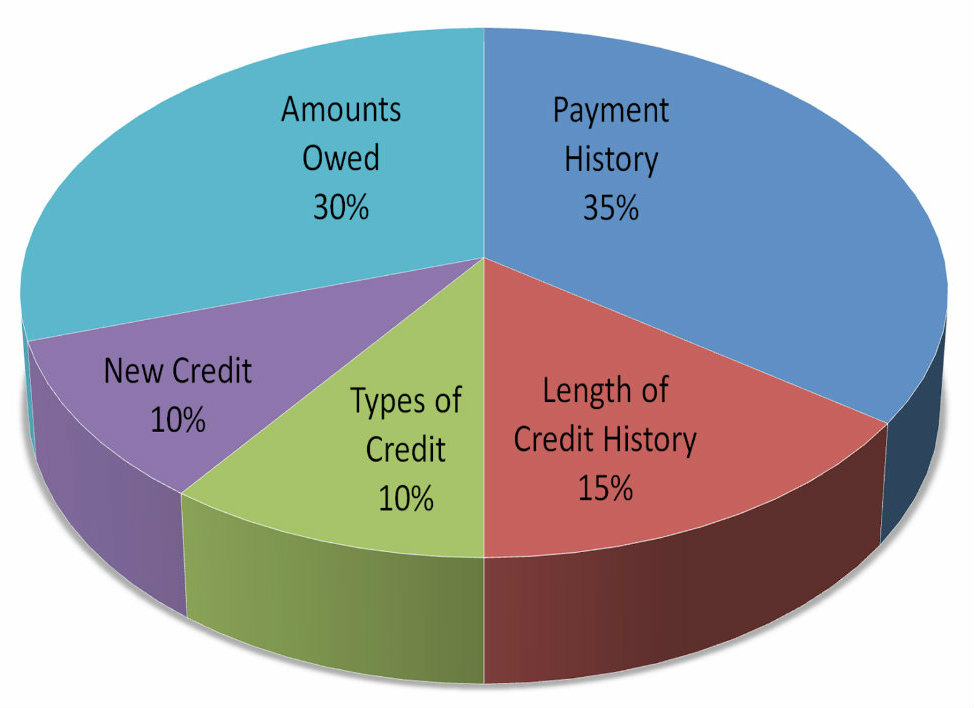 Amounts
Owed
30%
Payment
History
35%
New Credit
10%
Types of
Credit
10%
Length of
Credit History
15%